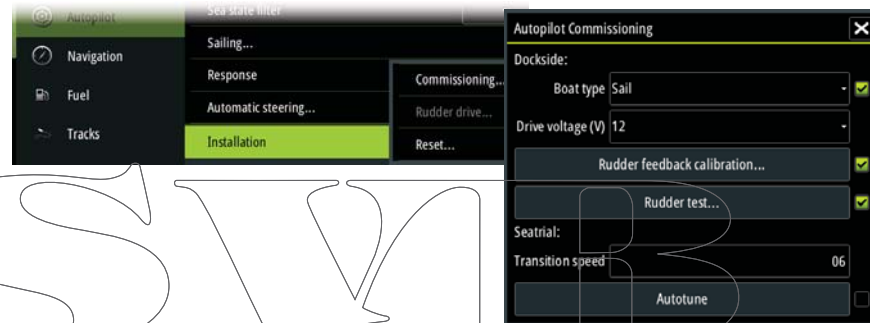 Autopilot
Sea state filter
Navigation
Sailing...
Fuel
Response
Tracks
Automatic steering...
Installation
Commissioning...
Rudder drive...
Reset...
Autopilot Commissioning
Dockside:
Boat type Sail
Drive voltage (V) 12
Rudder feedback calibration...
Rudder test...
Seatrial:
Transition speed 06
Autotune